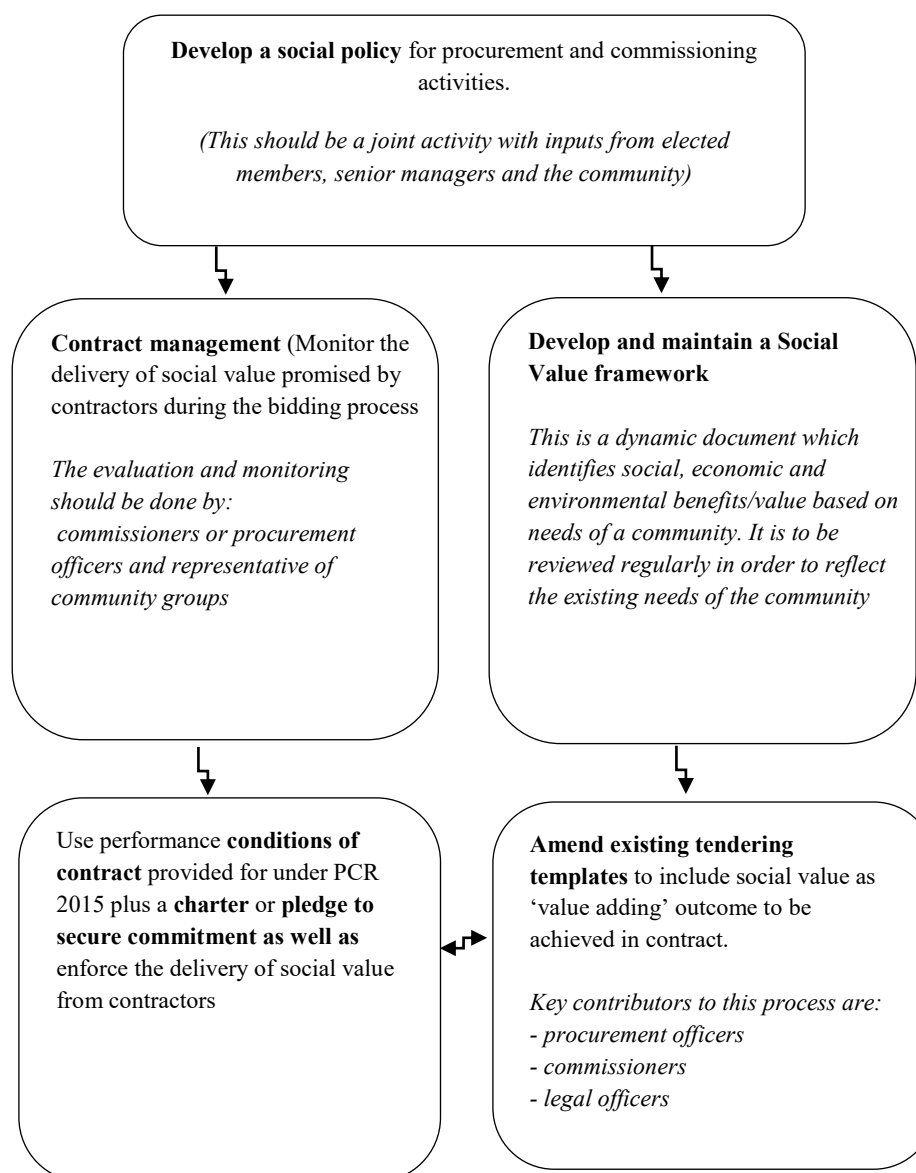 Develop a social policy for procurement and commissioning
activities.
(This should be a joint activity with inputs from elected
members, senior managers and the community)
Contract management (Monitor the
delivery of social value promised by
contractors during the bidding process
The evaluation and monitoring
should be done by:
commissioners or procurement
officers and representative of
community groups
Develop and maintain a Social
Value framework
This is a dynamic document which
identifies social, economic and
environmental benefits/value based on
needs of a community. It is to be
reviewed regularly in order to reflect
the existing needs of the community
Use performance conditions of
contract provided for under PCR
2015 plus a charter or pledge to
secure commitment as well as
enforce the delivery of social value
from contractors
Amend existing tendering
templates to include social value as
‘value adding’ outcome to be
achieved in contract.
Key contributors to this process are:
- procurement officers
- commissioners
- legal officers